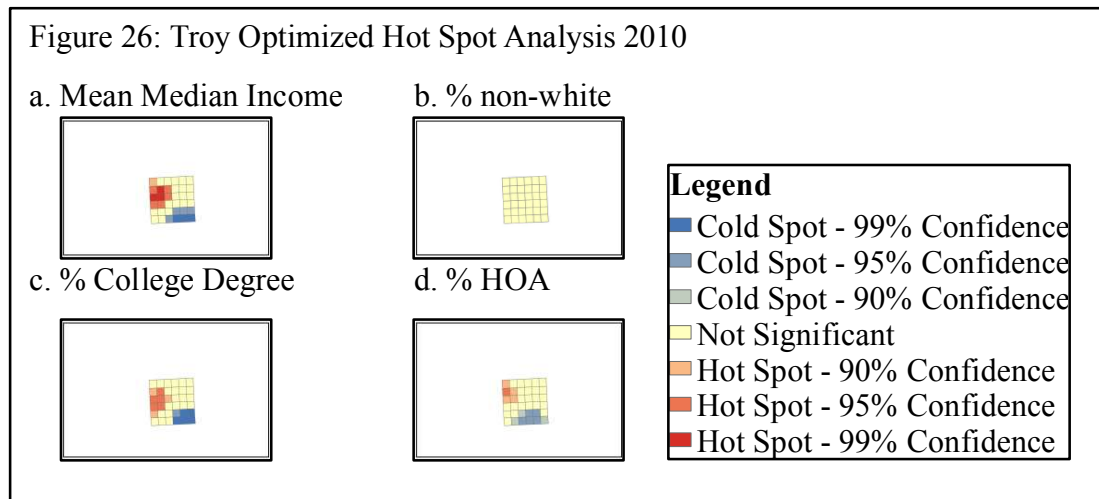 Figure 26: Troy Optimized Hot Spot Analysis 2010
a. Mean Median Income
b. % non-white
c. % College Degree
d. % HOA
Legend
Cold Spot - 99% Confidence
Cold Spot - 95% Confidence
Cold Spot - 90% Confidence
Not Significant
Hot Spot - 90% Confidence
Hot Spot - 95% Confidence
Hot Spot - 99% Confidence